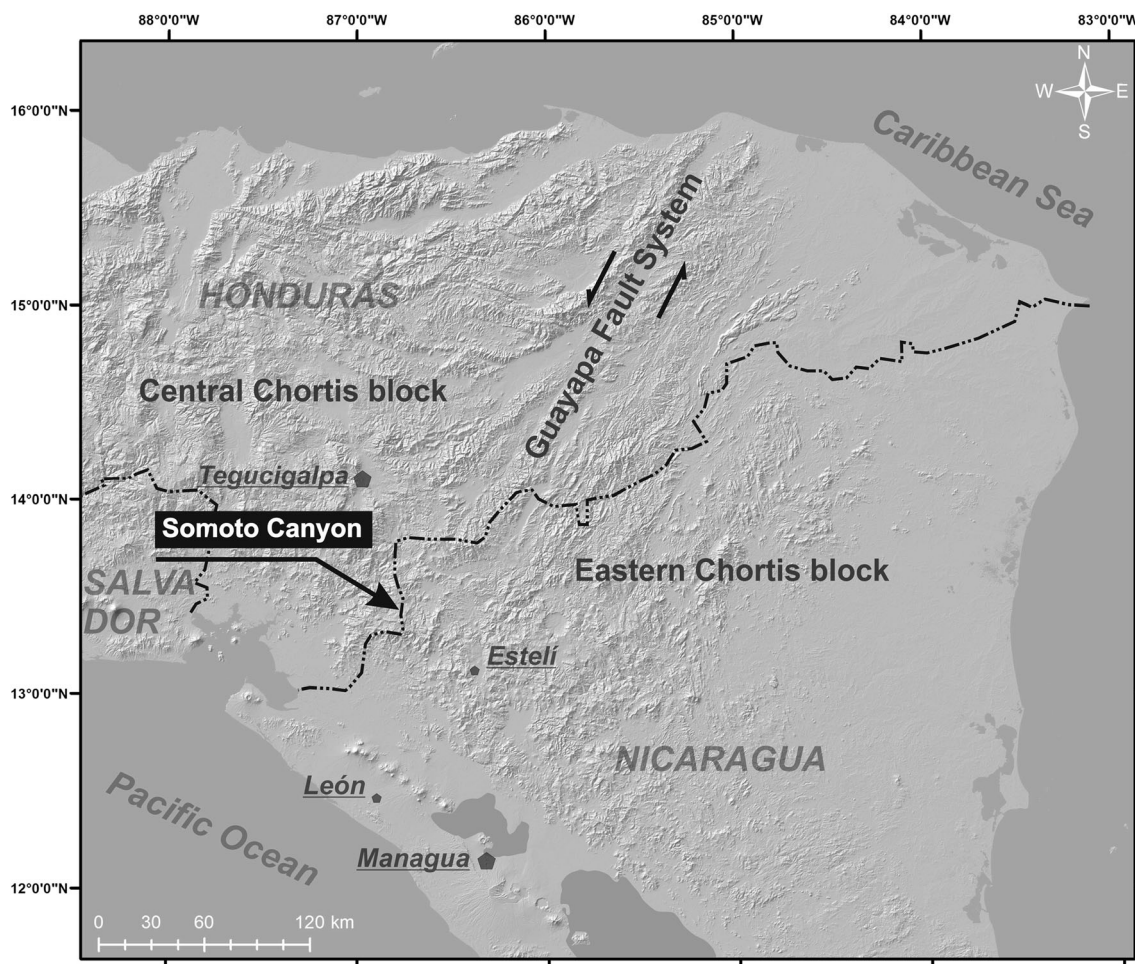 88°0'0"W
87°0'0"W
86°0'0"W
85°0'0"W
84°0'0"W
83°0'0"W
16°0'0"N
15°0'0"N
14°0'0"N
13°0'0"N
12°0'0"N
N
W
E
S
Caribbean Sea
Guayapa Fault System
HONDURAS
Central Chortis block
Tegucigalpa
Somoto Canyon
SALVA
DOR
Eastern Chortis block
Estelí
NICARAGUA
León
Managua
Pacific Ocean
0 30 60 120 km